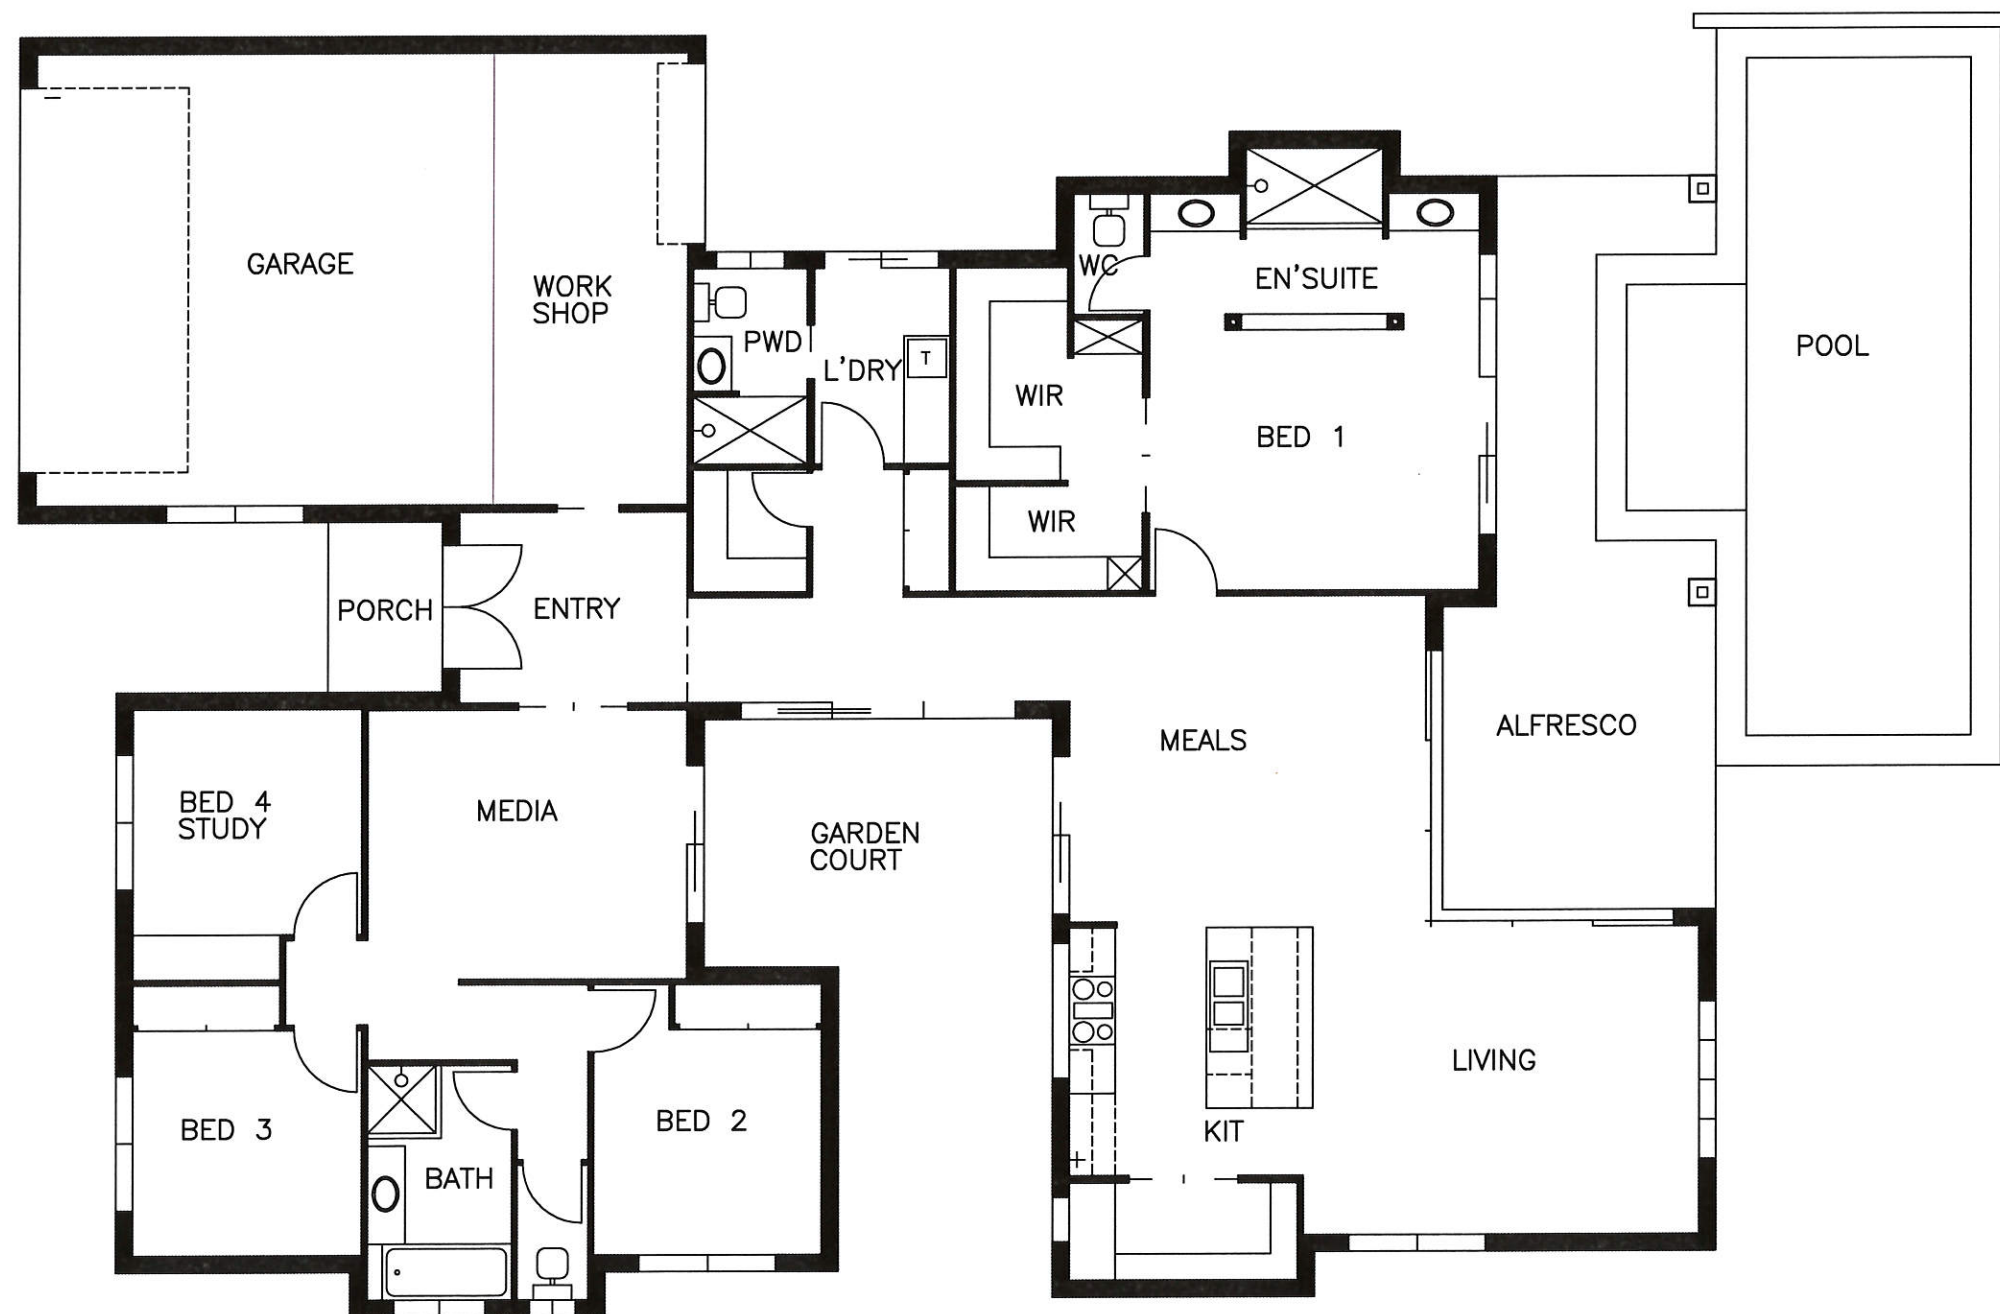 GARAGE
WORK
SHOP
WC
EN'SUITE
PWD
L'DRY
T
WIR
BED 1
POOL
WIR
PORCH
ENTRY
MEALS
ALFRESCO
BED 4
STUDY
MEDIA
GARDEN
COURT
LIVING
BED 3
BED 2
KIT
BATH